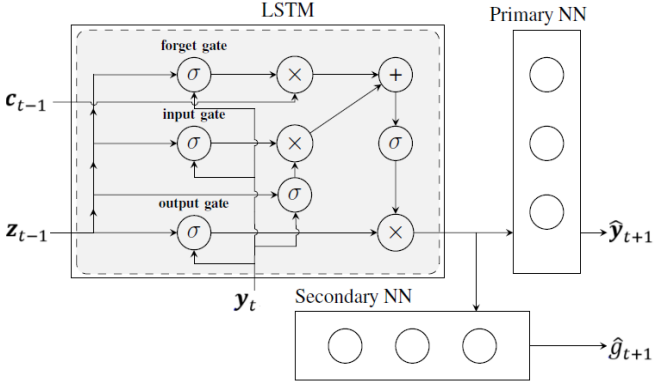 LSTM
Primary NN
forget gate
σ
×
+
c_{t-1}
input gate
σ
×
σ
σ
output gate
z_{t-1}
σ
×
ŷ_{t+1}
y_t
Secondary NN
ĝ_{t+1}